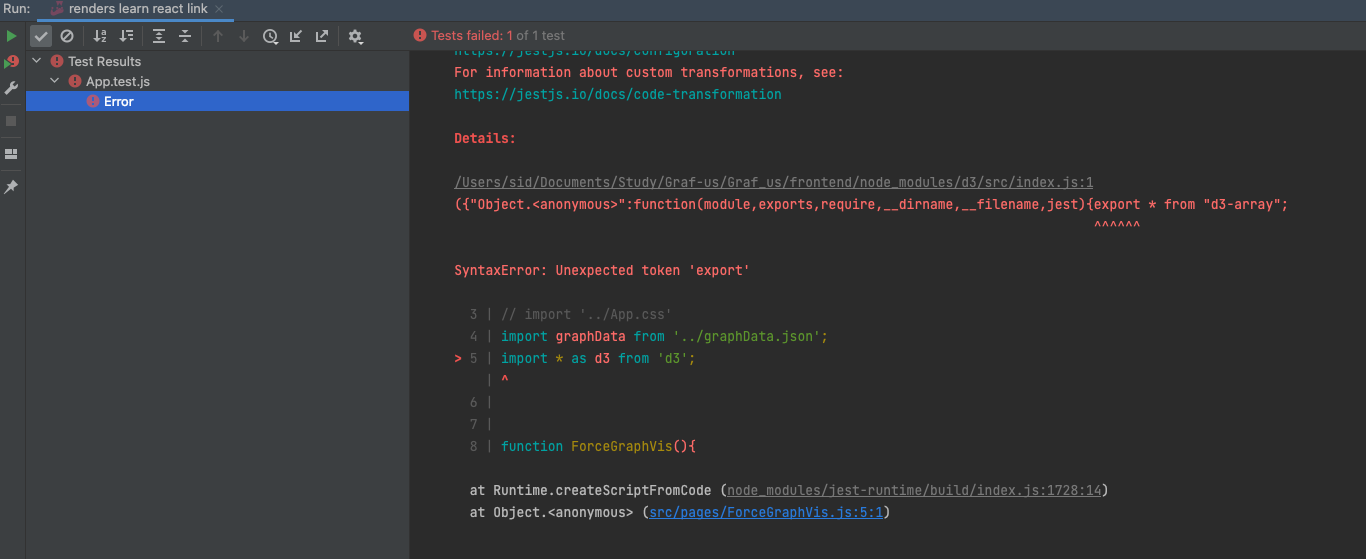 Run: renders learn react link
Tests failed: 1 of 1 test
Test Results
App.test.js
Error
https://jestjs.io/docs/configuration
For information about custom transformations, see:
https://jestjs.io/docs/code-transformation
Details:
/Users/sid/Documents/Study/Graf-us/Graf_us/frontend/node_modules/d3/src/index.js:1
({"Object.<anonymous>":function(module,exports,require,__dirname,__filename,jest){export * from "d3-array";
^^^^^^
SyntaxError: Unexpected token 'export'
3 | // import '../App.css'
4 | import graphData from '../graphData.json';
> 5 | import * as d3 from 'd3';
| ^
6 |
7 |
8 | function ForceGraphVis(){
at Runtime.createScriptFromCode (node_modules/jest-runtime/build/index.js:1728:14)
at Object.<anonymous> (src/pages/ForceGraphVis.js:5:1)